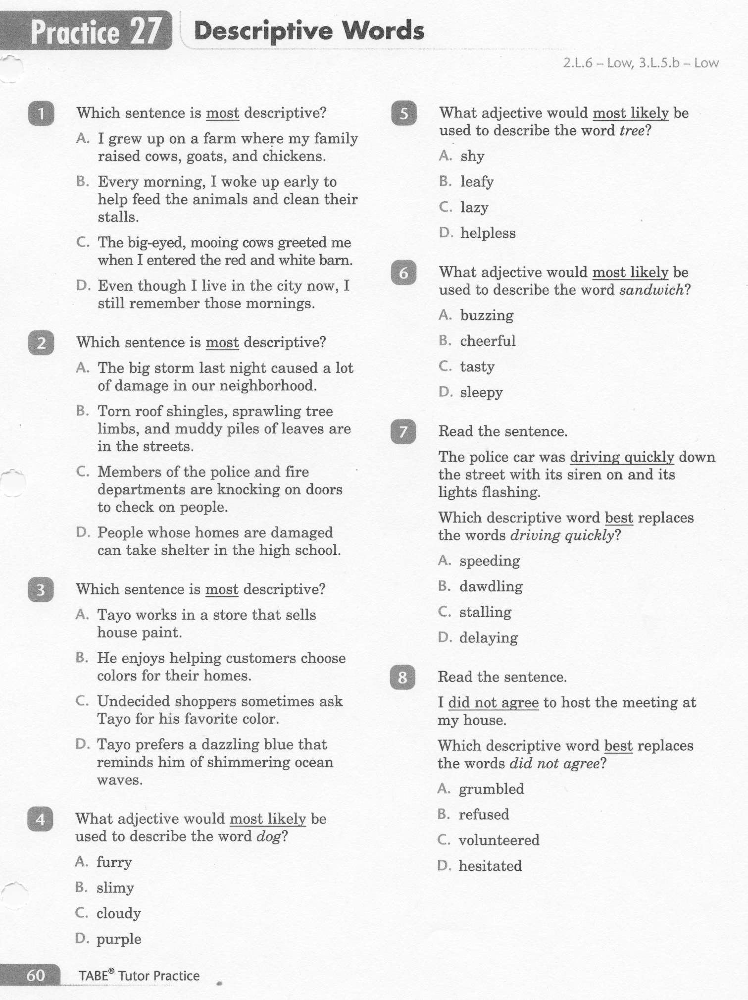 Practice 27
Descriptive Words
2.L.6 – Low, 3.L.5.b – Low
1
Which sentence is most descriptive?
A. I grew up on a farm where my family
raised cows, goats, and chickens.
B. Every morning, I woke up early to
help feed the animals and clean their
stalls.
C. The big-eyed, mooing cows greeted me
when I entered the red and white barn.
D. Even though I live in the city now, I
still remember those mornings.
2
Which sentence is most descriptive?
A. The big storm last night caused a lot
of damage in our neighborhood.
B. Torn roof shingles, sprawling tree
limbs, and muddy piles of leaves are
in the streets.
C. Members of the police and fire
departments are knocking on doors
to check on people.
D. People whose homes are damaged
can take shelter in the high school.
3
Which sentence is most descriptive?
A. Tayo works in a store that sells
house paint.
B. He enjoys helping customers choose
colors for their homes.
C. Undecided shoppers sometimes ask
Tayo for his favorite color.
D. Tayo prefers a dazzling blue that
reminds him of shimmering ocean
waves.
4
What adjective would most likely be
used to describe the word dog?
A. furry
B. slimy
C. cloudy
D. purple
5
What adjective would most likely be
used to describe the word tree?
A. shy
B. leafy
C. lazy
D. helpless
6
What adjective would most likely be
used to describe the word sandwich?
A. buzzing
B. cheerful
C. tasty
D. sleepy
7
Read the sentence.
The police car was driving quickly down
the street with its siren on and its
lights flashing.
Which descriptive word best replaces
the words driving quickly?
A. speeding
B. dawdling
C. stalling
D. delaying
8
Read the sentence.
I did not agree to host the meeting at
my house.
Which descriptive word best replaces
the words did not agree?
A. grumbled
B. refused
C. volunteered
D. hesitated
60
TABE® Tutor Practice